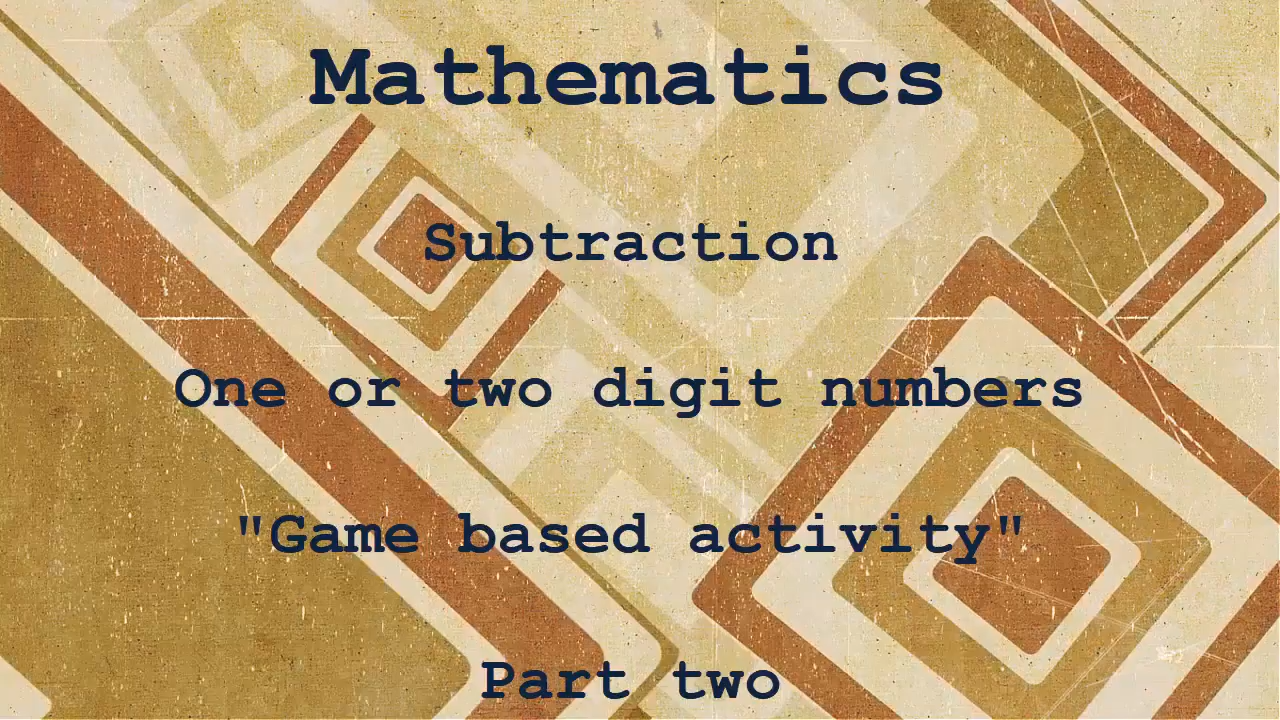 Mathematics
Subtraction
One or two digit numbers
"Game based activity"
Part two